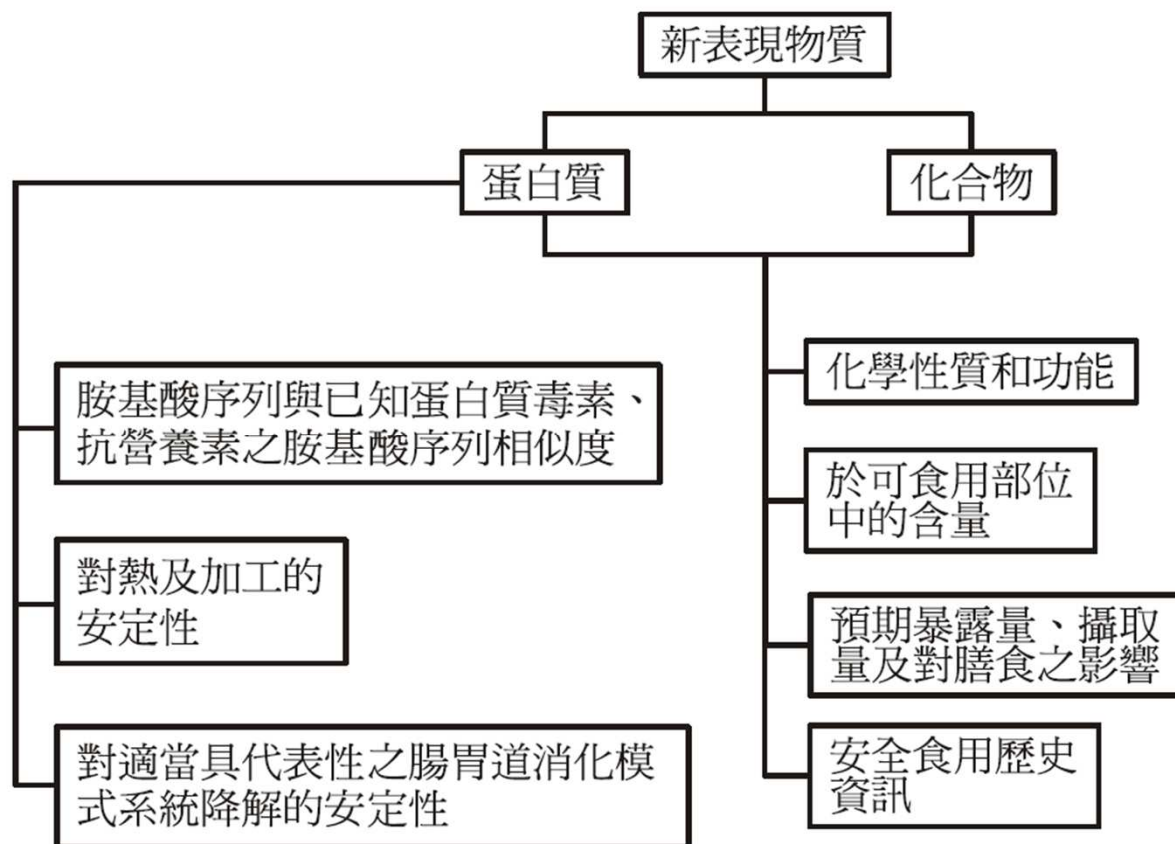 新表現物質
蛋白質
化合物
胺基酸序列與已知蛋白質毒素、
抗營養素之胺基酸序列相似度
對熱及加工的
安定性
對適當具代表性之腸胃道消化模
式系統降解的安定性
化學性質和功能
於可食用部位
中的含量
預期暴露量、攝取
量及對膳食之影響
安全食用歷史
資訊